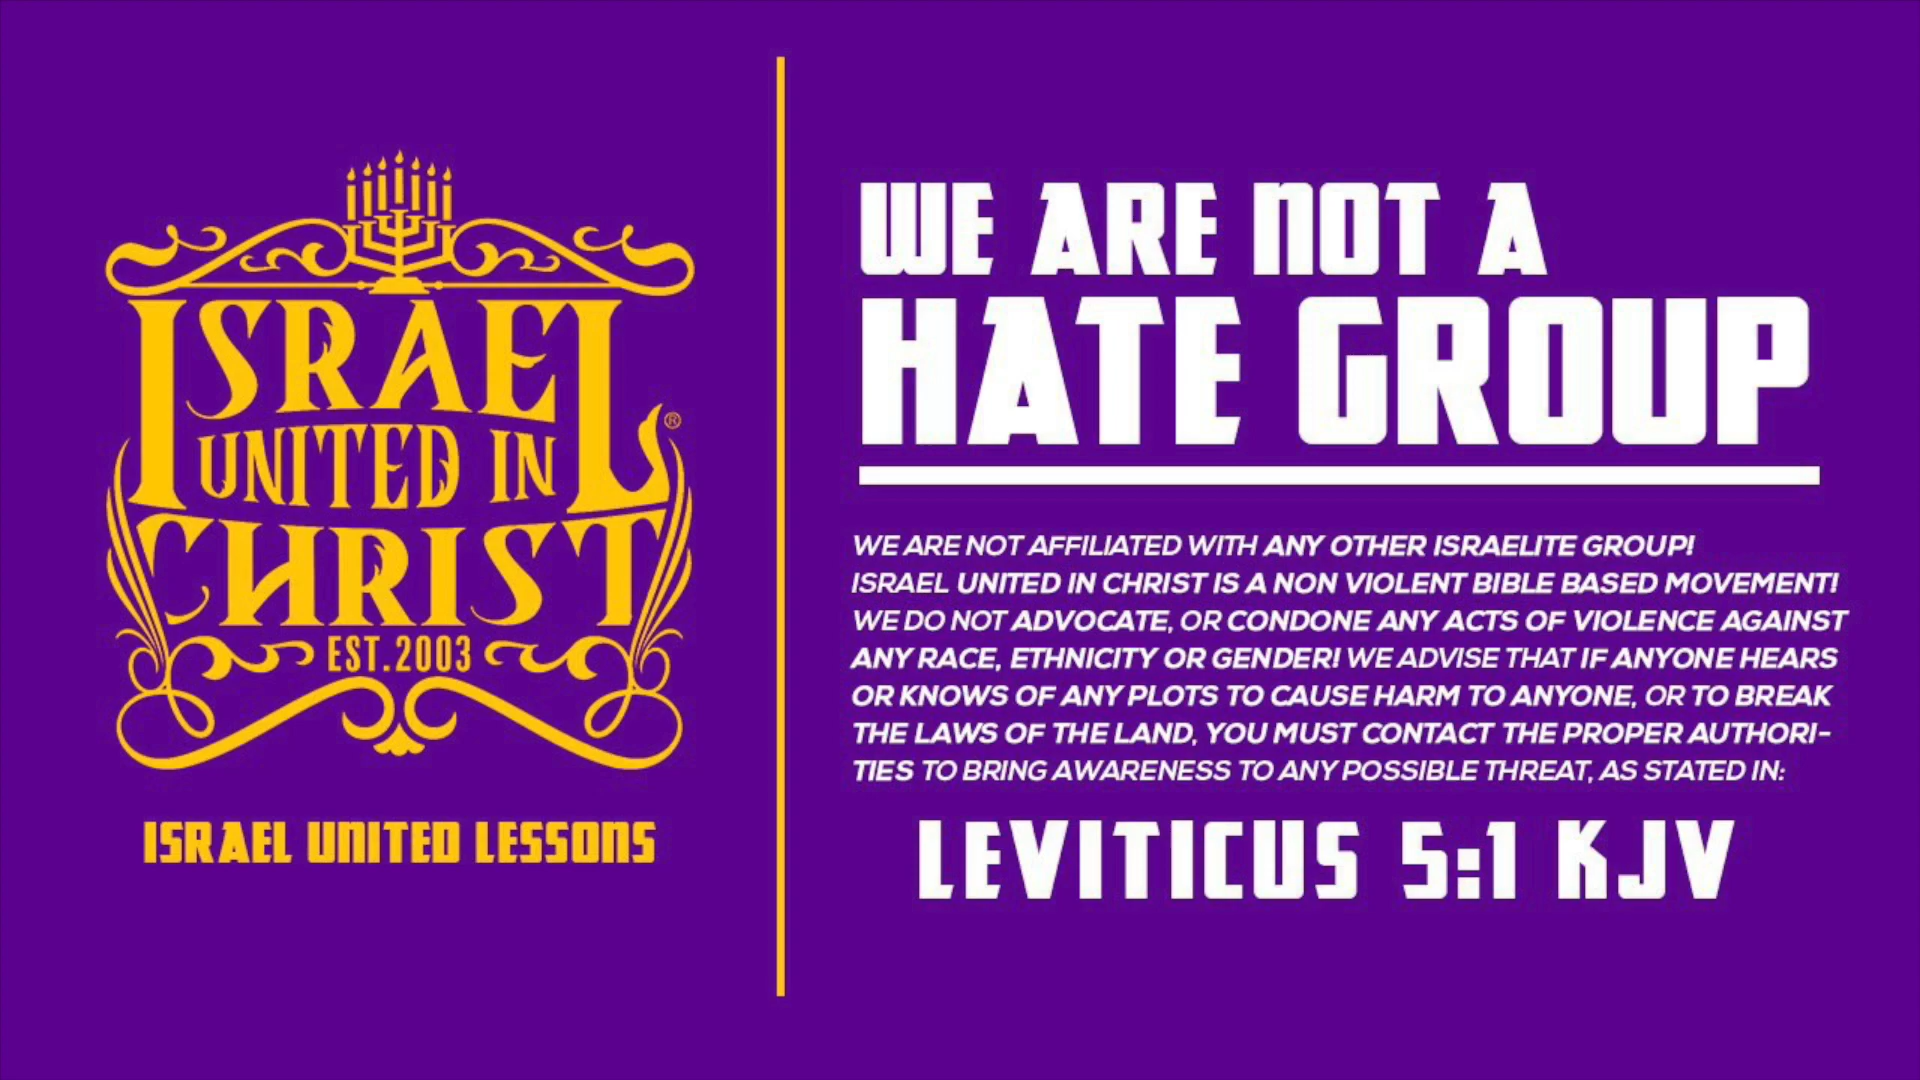 ISRAEL
UNITED IN
CHRIST
®
EST.2003
ISRAEL UNITED LESSONS
WE ARE NOT A
HATE GROUP
WE ARE NOT AFFILIATED WITH ANY OTHER ISRAELITE GROUP!
ISRAEL UNITED IN CHRIST IS A NON VIOLENT BIBLE BASED MOVEMENT!
WE DO NOT ADVOCATE, OR CONDONE ANY ACTS OF VIOLENCE AGAINST
ANY RACE, ETHNICITY OR GENDER! WE ADVISE THAT IF ANYONE HEARS
OR KNOWS OF ANY PLOTS TO CAUSE HARM TO ANYONE, OR TO BREAK
THE LAWS OF THE LAND, YOU MUST CONTACT THE PROPER AUTHORI-
TIES TO BRING AWARENESS TO ANY POSSIBLE THREAT, AS STATED IN:
LEVITICUS 5:1 KJV